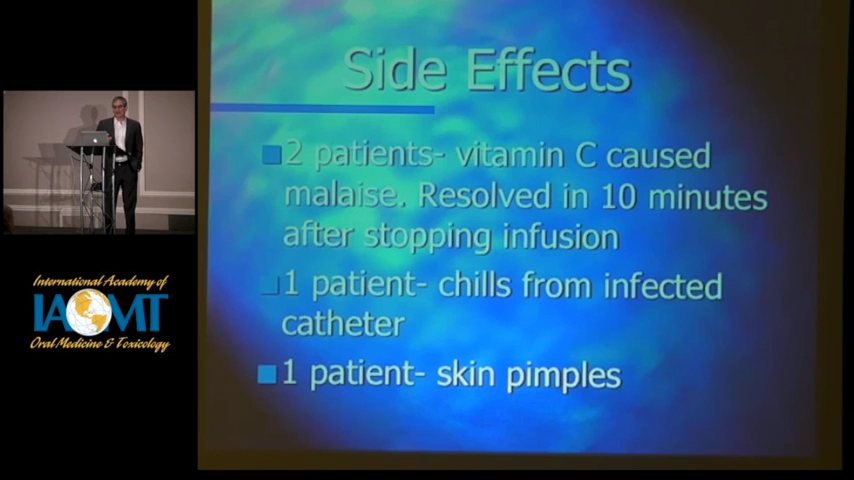 Side Effects
2 patients- vitamin C caused
malaise. Resolved in 10 minutes
after stopping infusion
1 patient- chills from infected
catheter
1 patient- skin pimples
International Academy of
IAOMT
Oral Medicine & Toxicology